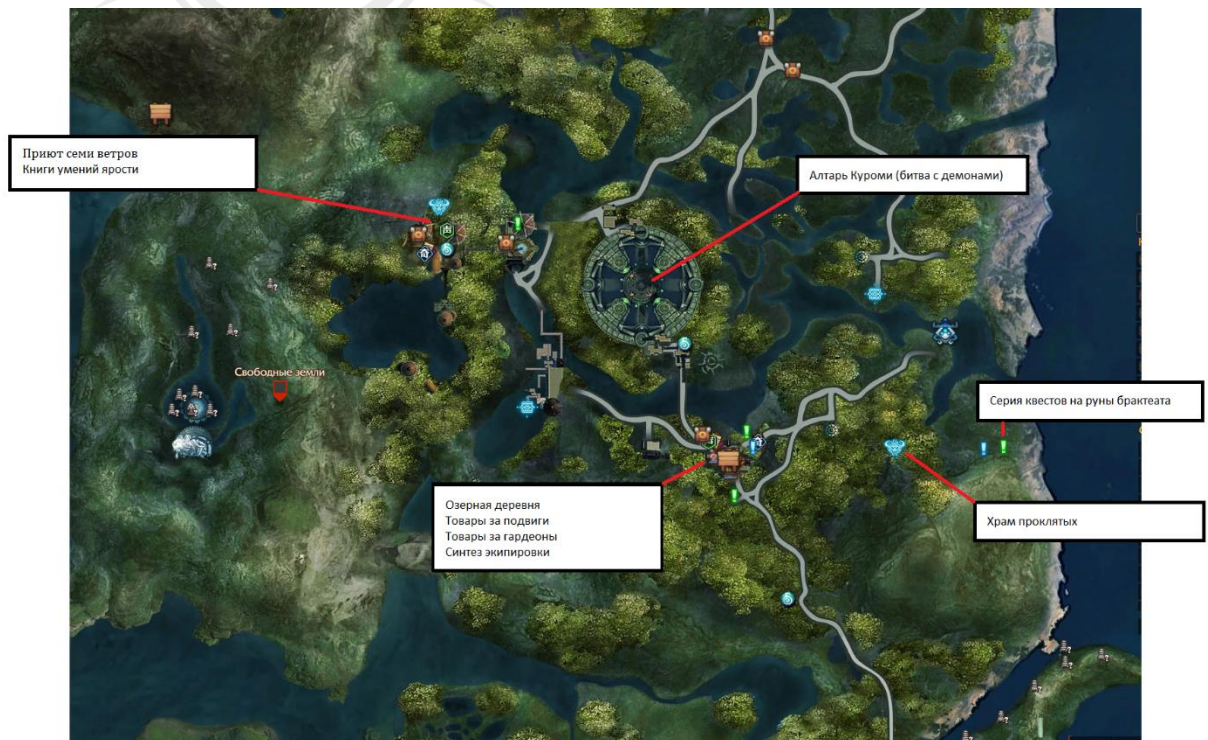 Приют семи ветров
Книги умений ярости
Алтарь Куроми (битва с демонами)
Свободные земли
Серия квестов на руны брактеата
Озерная деревня
Товары за подвиги
Товары за гардеоны
Синтез экипировки
Храм проклятых